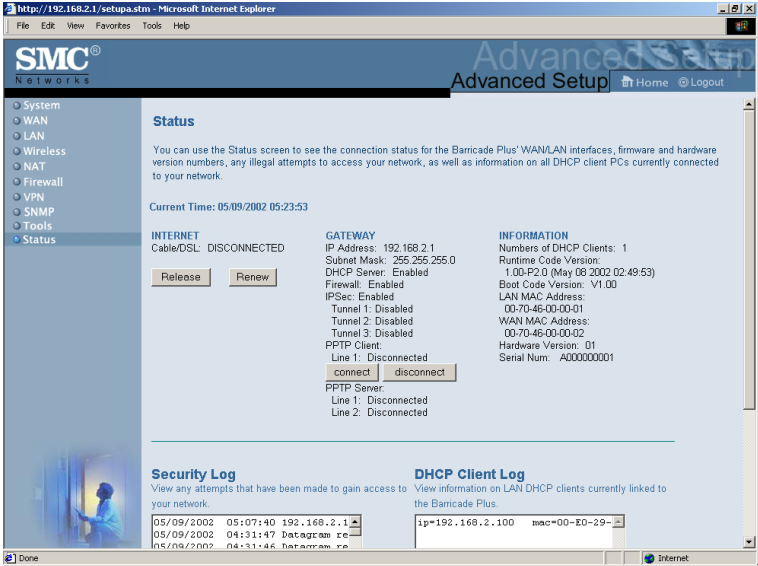 http://192.168.2.1/setupa.stm - Microsoft Internet Explorer
File Edit View Favorites Tools Help
SMC®
Networks
Advanced Setup
Advanced Setup
Home Logout
System
WAN
LAN
Wireless
NAT
Firewall
VPN
SNMP
Tools
Status
Status
You can use the Status screen to see the connection status for the Barricade Plus' WAN/LAN interfaces, firmware and hardware
version numbers, any illegal attempts to access your network, as well as information on all DHCP client PCs currently connected
to your network.
Current Time: 05/09/2002 05:23:53
INTERNET
Cable/DSL: DISCONNECTED
Release Renew
GATEWAY
IP Address: 192.168.2.1
Subnet Mask: 255.255.255.0
DHCP Server: Enabled
Firewall: Enabled
IPSec: Enabled
Tunnel 1: Disabled
Tunnel 2: Disabled
Tunnel 3: Disabled
PPTP Client:
Line 1: Disconnected
connect disconnect
PPTP Server:
Line 1: Disconnected
Line 2: Disconnected
INFORMATION
Numbers of DHCP Clients: 1
Runtime Code Version:
1.00-P2.0 (May 08 2002 02:49:53)
Boot Code Version: V1.00
LAN MAC Address:
00-70-46-00-00-01
WAN MAC Address:
00-70-46-00-00-02
Hardware Version: 01
Serial Num: A000000001
Security Log
View any attempts that have been made to gain access to
your network.
05/09/2002 05:07:40 192.168.2.1
05/09/2002 04:31:47 Datagram re
05/09/2002 04:31:46 Datagram re
DHCP Client Log
View information on LAN DHCP clients currently linked to
the Barricade Plus.
ip=192.168.2.100 mac=00-E0-29-
Done
Internet